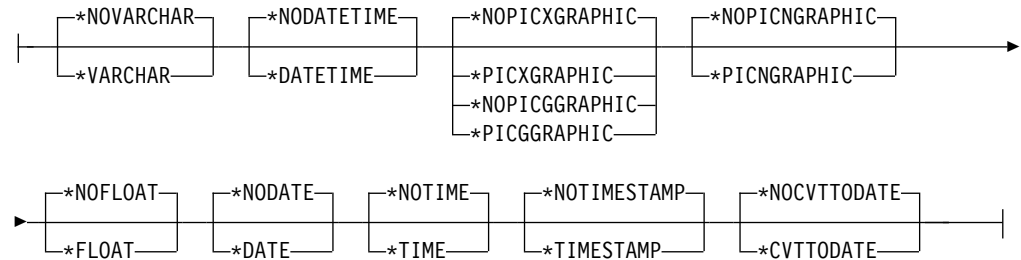 *NOVARCHAR *NODATETIME *NOPICXGRAPHIC *NOPICNGRAPHIC
*VARCHAR *DATETIME *PICXGRAPHIC *PICNGRAPHIC
*NOPICGGRAPHIC
*PICGGRAPHIC
*NOFLOAT *NODATE *NOTIME *NOTIMESTAMP *NOCVTTODATE
*FLOAT *DATE *TIME *TIMESTAMP *CVTTODATE